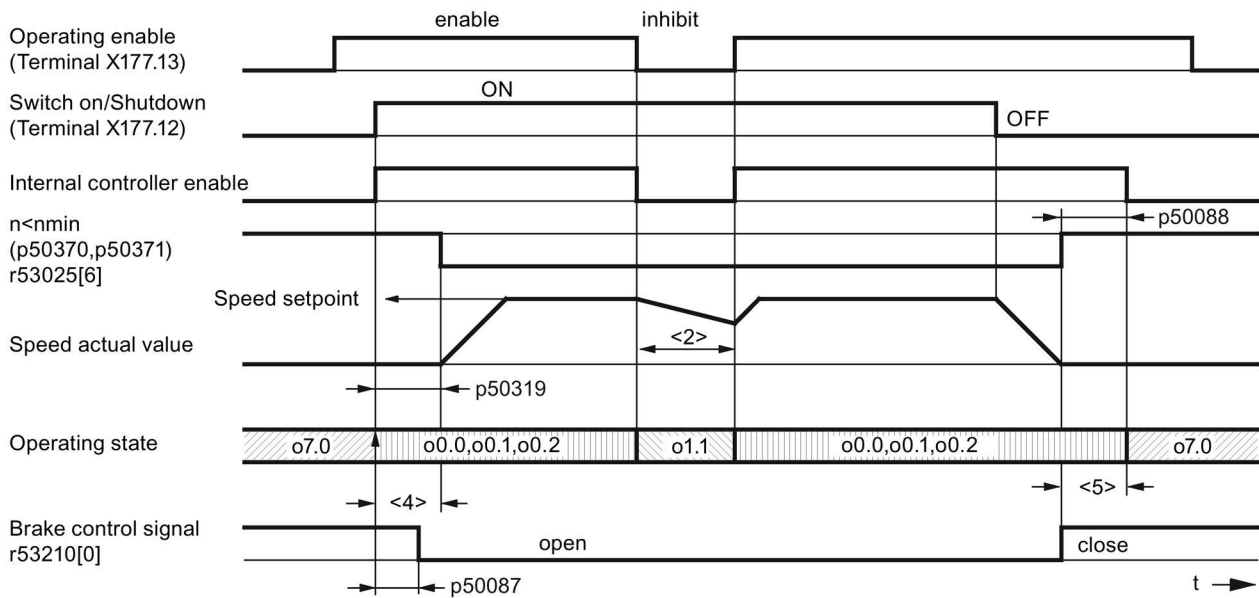 enable inhibit
Operating enable
(Terminal X177.13)
Switch on/Shutdown
(Terminal X177.12)
ON
OFF
Internal controller enable
n<nmin
(p50370,p50371)
r53025[6]
p50088
Speed setpoint
Speed actual value
<2>
p50319
Operating state
o7.0 o0.0,o0.1,o0.2 o1.1 o0.0,o0.1,o0.2 o7.0
<4> <5>
Brake control signal
r53210[0]
open close
p50087
t